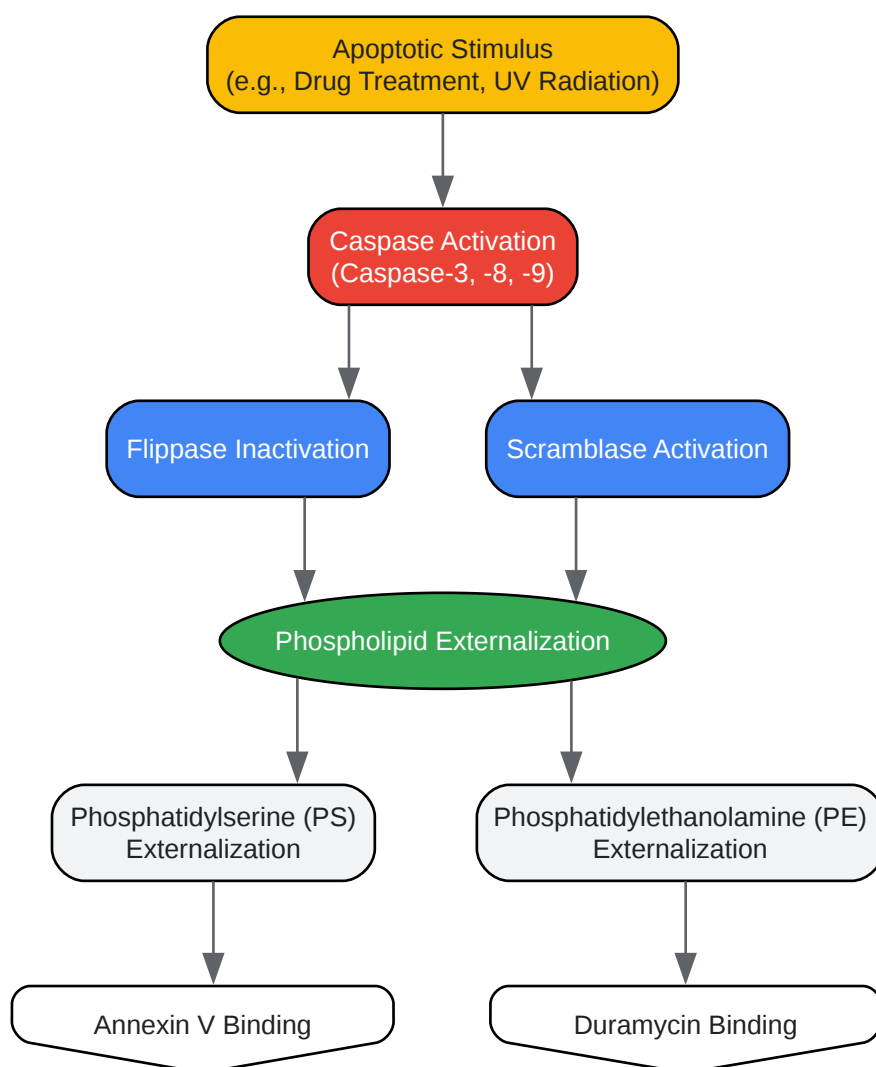 Apoptotic Stimulus
(e.g., Drug Treatment, UV Radiation)
Caspase Activation
(Caspase-3, -8, -9)
Flippase Inactivation
Scramblase Activation
Phospholipid Externalization
Phosphatidylserine (PS)
Externalization
Phosphatidylethanolamine (PE)
Externalization
Annexin V Binding
Duramycin Binding